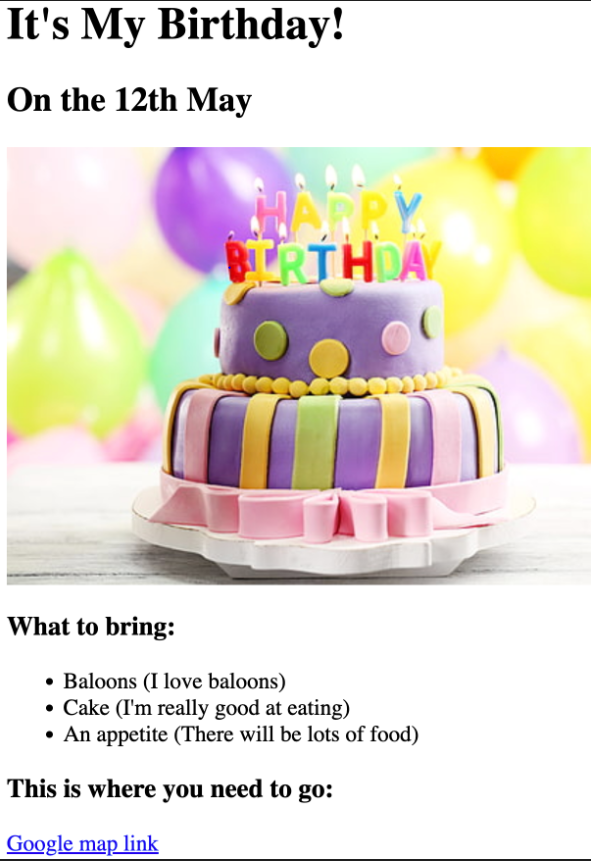 It's My Birthday!
On the 12th May
HAPPY
BIRTHDAY
What to bring:
• Baloons (I love baloons)
• Cake (I'm really good at eating)
• An appetite (There will be lots of food)
This is where you need to go:
Google map link